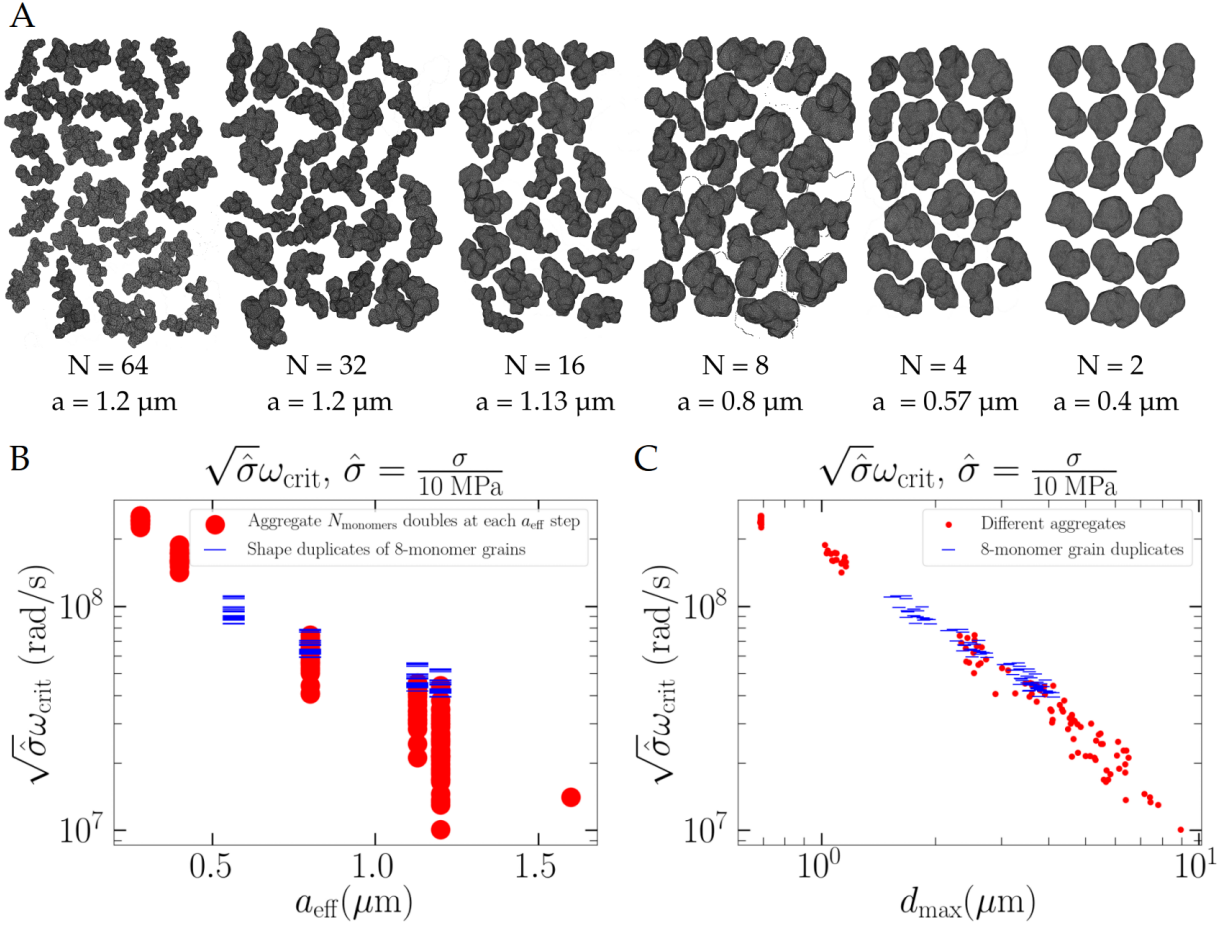 A
N = 64
a = 1.2 µm
N = 32
a = 1.2 µm
N = 16
a = 1.13 µm
N = 8
a = 0.8 µm
N = 4
a = 0.57 µm
N = 2
a = 0.4 µm
B
√σ̂ω_crit, σ̂ = σ/10 MPa
Aggregate N_monomers doubles at each a_eff step
Shape duplicates of 8-monomer grains
√σ̂ω_crit (rad/s)
10^8
10^7
0.5 1.0 1.5
a_eff(µm)
C
√σ̂ω_crit, σ̂ = σ/10 MPa
Different aggregates
8-monomer grain duplicates
√σ̂ω_crit (rad/s)
10^8
10^7
10^0 10^1
d_max(µm)